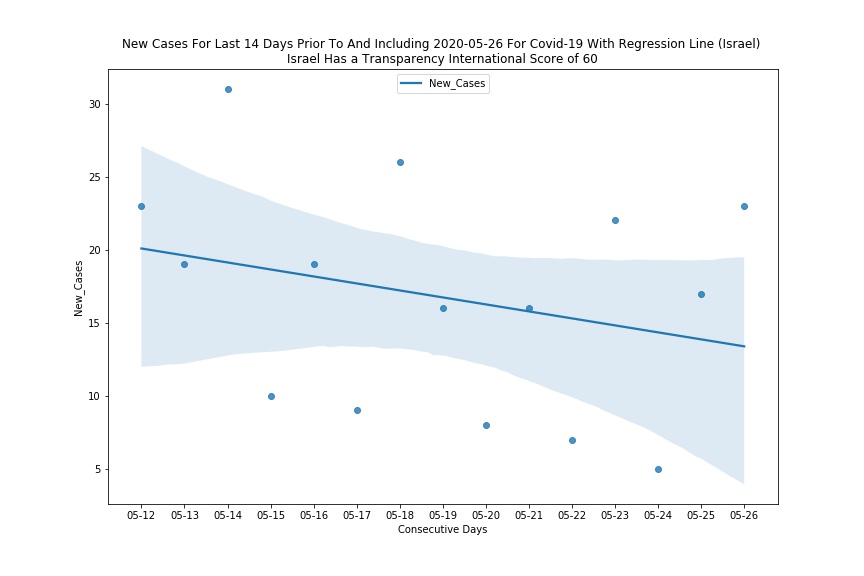 New Cases For Last 14 Days Prior To And Including 2020-05-26 For Covid-19 With Regression Line (Israel)
Israel Has a Transparency International Score of 60
New_Cases
30
25
20
15
10
5
New_Cases
05-12 05-13 05-14 05-15 05-16 05-17 05-18 05-19 05-20 05-21 05-22 05-23 05-24 05-25 05-26
Consecutive Days